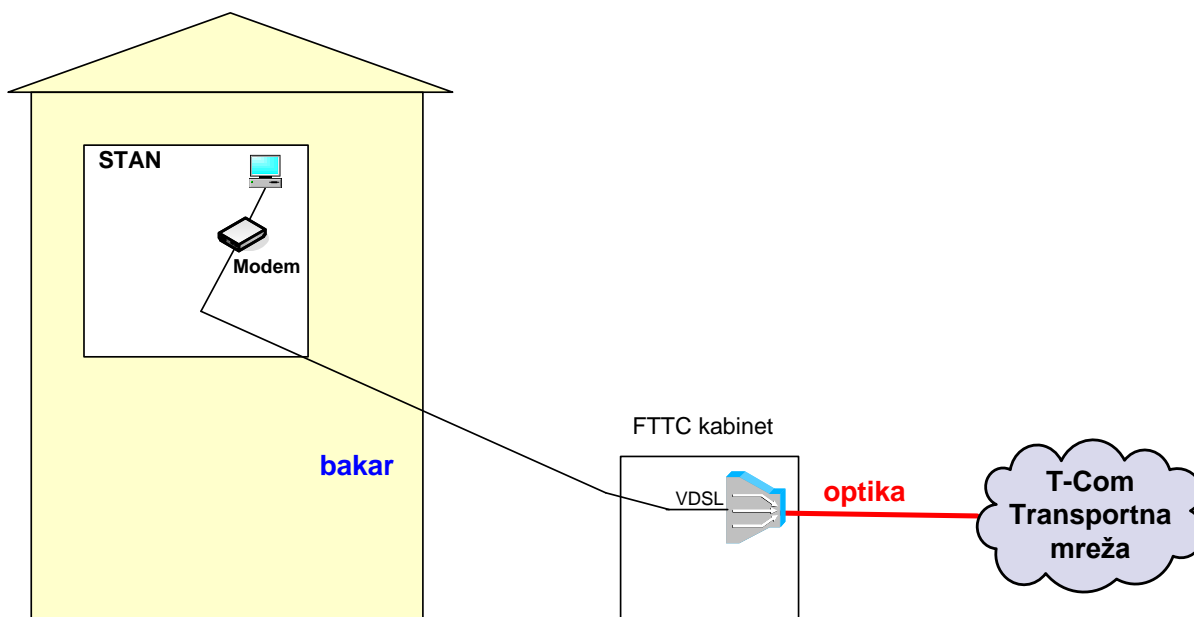 STAN
Modem
bakar
FTTC kabinet
VDSL
optika
T-Com
Transportna
mreža